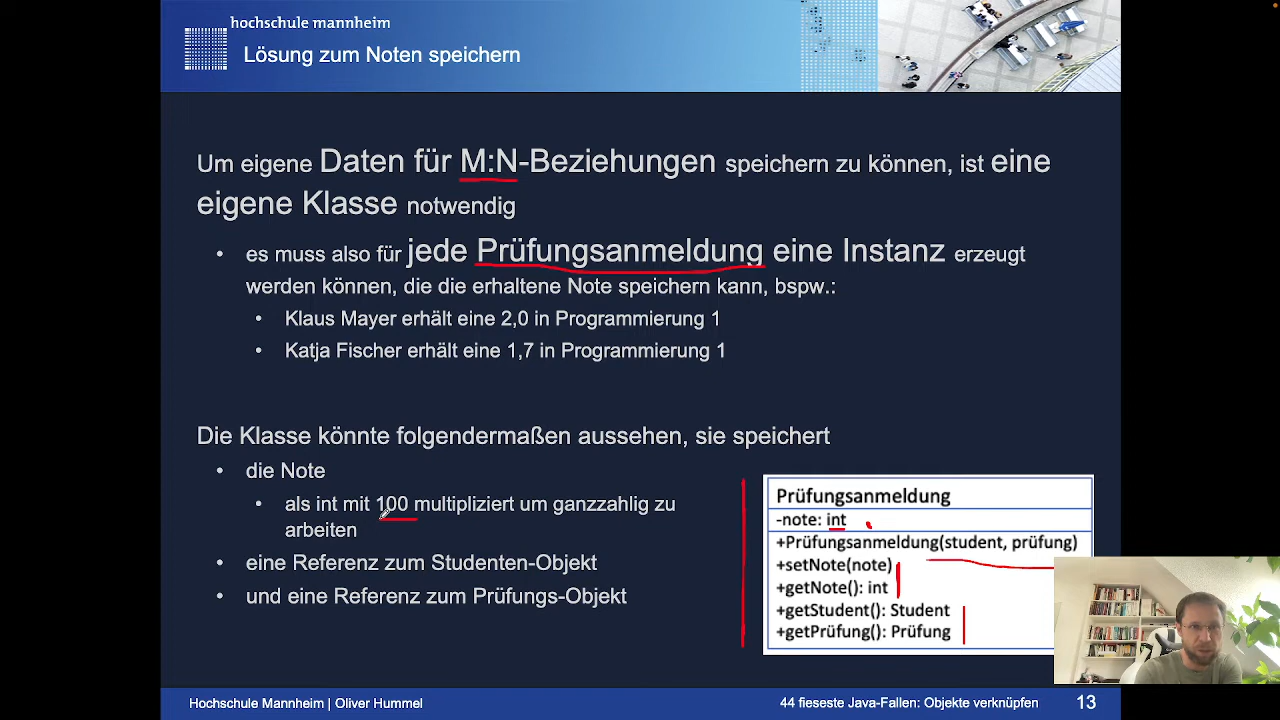 hochschule mannheim
Lösung zum Noten speichern
Um eigene Daten für M:N-Beziehungen speichern zu können, ist eine
eigene Klasse notwendig
• es muss also für jede Prüfungsanmeldung eine Instanz erzeugt
werden können, die die erhaltene Note speichern kann, bspw.:
• Klaus Mayer erhält eine 2,0 in Programmierung 1
• Katja Fischer erhält eine 1,7 in Programmierung 1
Die Klasse könnte folgendermaßen aussehen, sie speichert
• die Note
• als int mit 100 multipliziert um ganzzahlig zu
arbeiten
• eine Referenz zum Studenten-Objekt
• und eine Referenz zum Prüfungs-Objekt
Prüfungsanmeldung
-note: int
+Prüfungsanmeldung(student, prüfung)
+setNote(note)
+getNote(): int
+getStudent(): Student
+getPrüfung(): Prüfung
Hochschule Mannheim | Oliver Hummel
44 fieseste Java-Fallen: Objekte verknüpfen
13